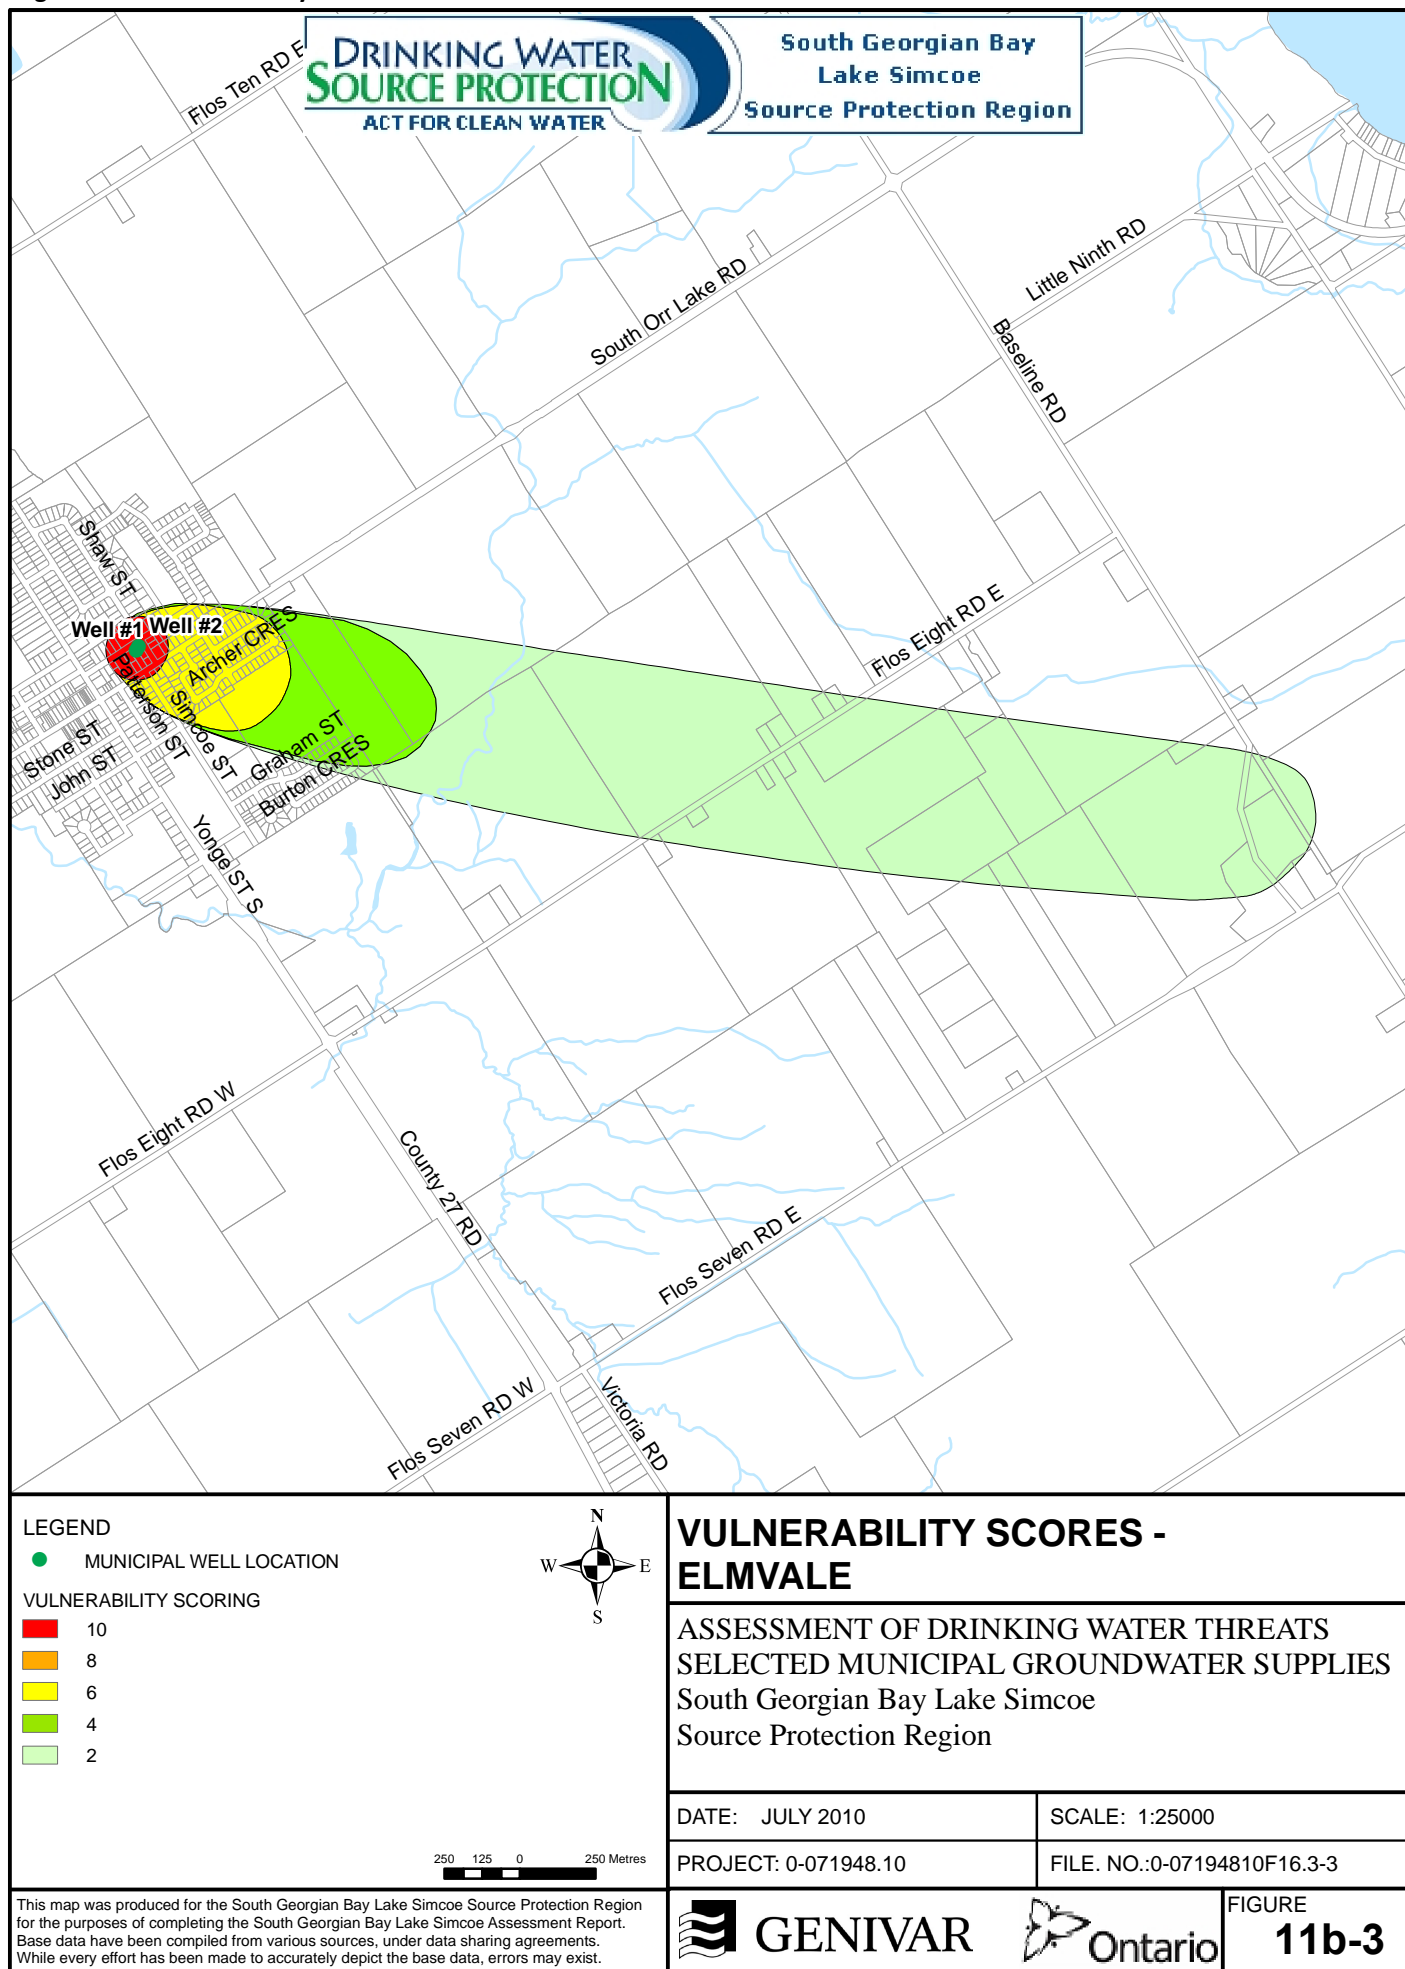 DRINKING WATER
SOURCE PROTECTION
ACT FOR CLEAN WATER
South Georgian Bay
Lake Simcoe
Source Protection Region
Flos Ten RD E
South Orr Lake RD
Little Ninth RD
Baseline RD
Shaw ST
Well #1
Well #2
Archer CRES
Patterson ST
Simcoe ST
Stone ST
John ST
Graham ST
Burton CRES
Yonge ST S
Flos Eight RD E
Flos Eight RD W
County 27 RD
Flos Seven RD E
Flos Seven RD W
Victoria RD
LEGEND
MUNICIPAL WELL LOCATION
VULNERABILITY SCORING
10
8
6
4
2
N
W E
S
250 125 0 250 Metres
VULNERABILITY SCORES -
ELMVALE
ASSESSMENT OF DRINKING WATER THREATS
SELECTED MUNICIPAL GROUNDWATER SUPPLIES
South Georgian Bay Lake Simcoe
Source Protection Region
DATE: JULY 2010
SCALE: 1:25000
PROJECT: 0-071948.10
FILE. NO.:0-07194810F16.3-3
This map was produced for the South Georgian Bay Lake Simcoe Source Protection Region
for the purposes of completing the South Georgian Bay Lake Simcoe Assessment Report.
Base data have been compiled from various sources, under data sharing agreements.
While every effort has been made to accurately depict the base data, errors may exist.
GENIVAR
Ontario
FIGURE
11b-3